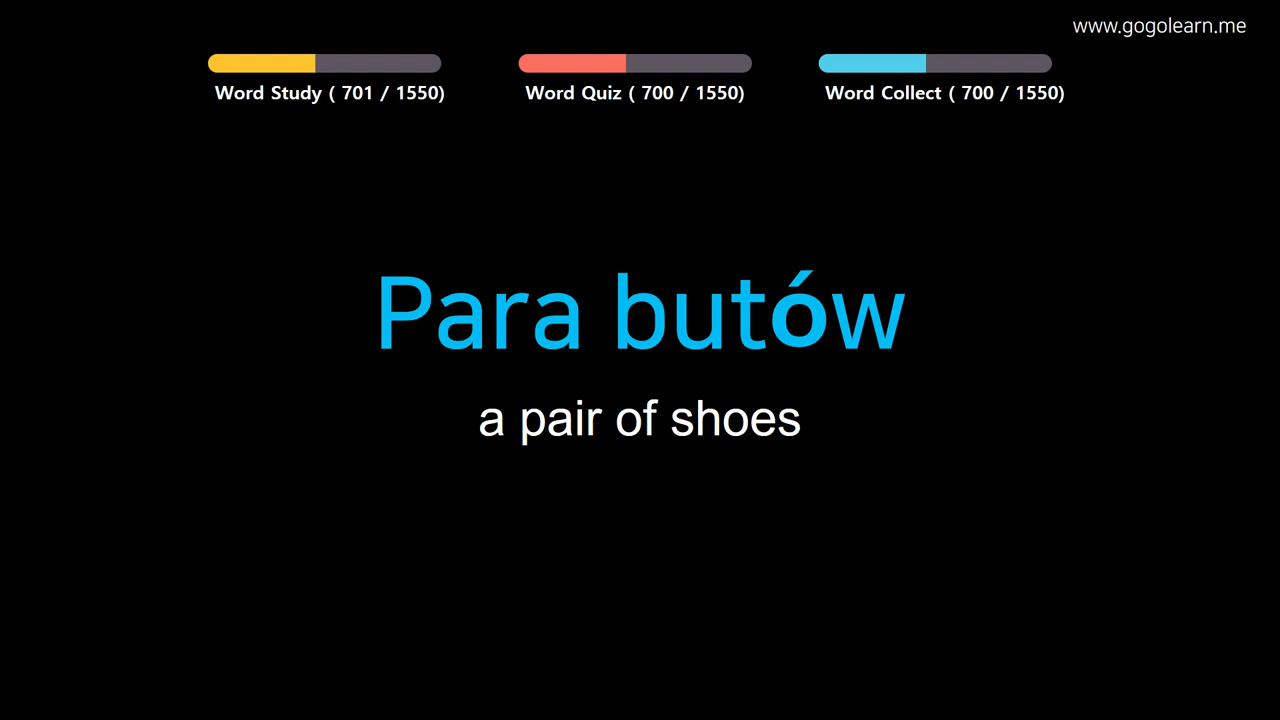 www.gogolearn.me
Word Study ( 701 / 1550)
Word Quiz ( 700 / 1550)
Word Collect ( 700 / 1550)
Para butów
a pair of shoes